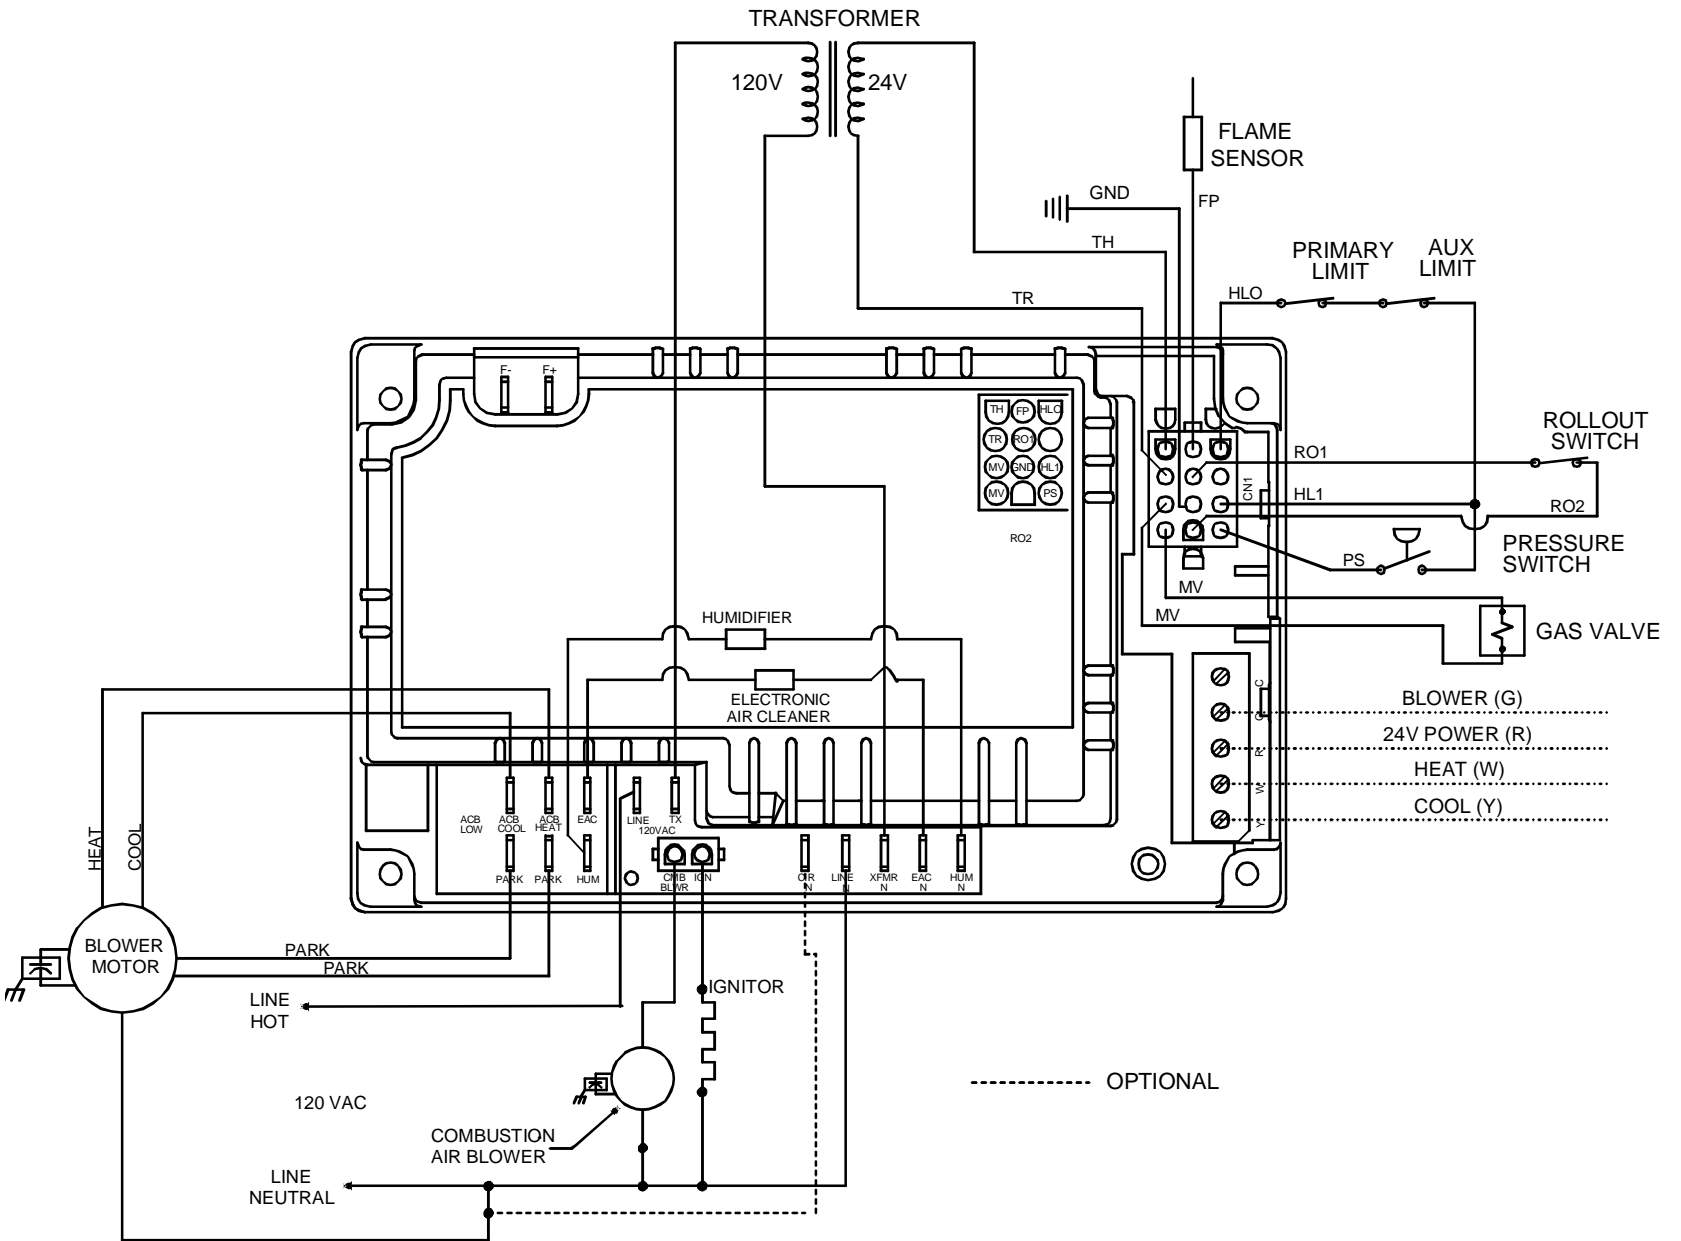 TRANSFORMER
120V
24V
FLAME
SENSOR
GND
FP
TH
TR
PRIMARY
LIMIT
AUX
LIMIT
HLO
F-
F+
TH
FP
HLO
TR
RO1
MV
GND
HL1
MV
PS
RO2
CN1
RO1
ROLLOUT
SWITCH
HL1
RO2
PRESSURE
SWITCH
PS
MV
MV
GAS VALVE
HUMIDIFIER
ELECTRONIC
AIR CLEANER
C
G
R
W
Y
BLOWER (G)
24V POWER (R)
HEAT (W)
COOL (Y)
ACB
LOW
ACB
COOL
ACB
HEAT
EAC
LINE
TX
120VAC
PARK
PARK
HUM
CMB
BLWR
IGN
CIR
N
LINE
N
XFMR
N
EAC
N
HUM
N
HEAT
COOL
BLOWER
MOTOR
PARK
PARK
LINE
HOT
IGNITOR
120 VAC
COMBUSTION
AIR BLOWER
OPTIONAL
LINE
NEUTRAL